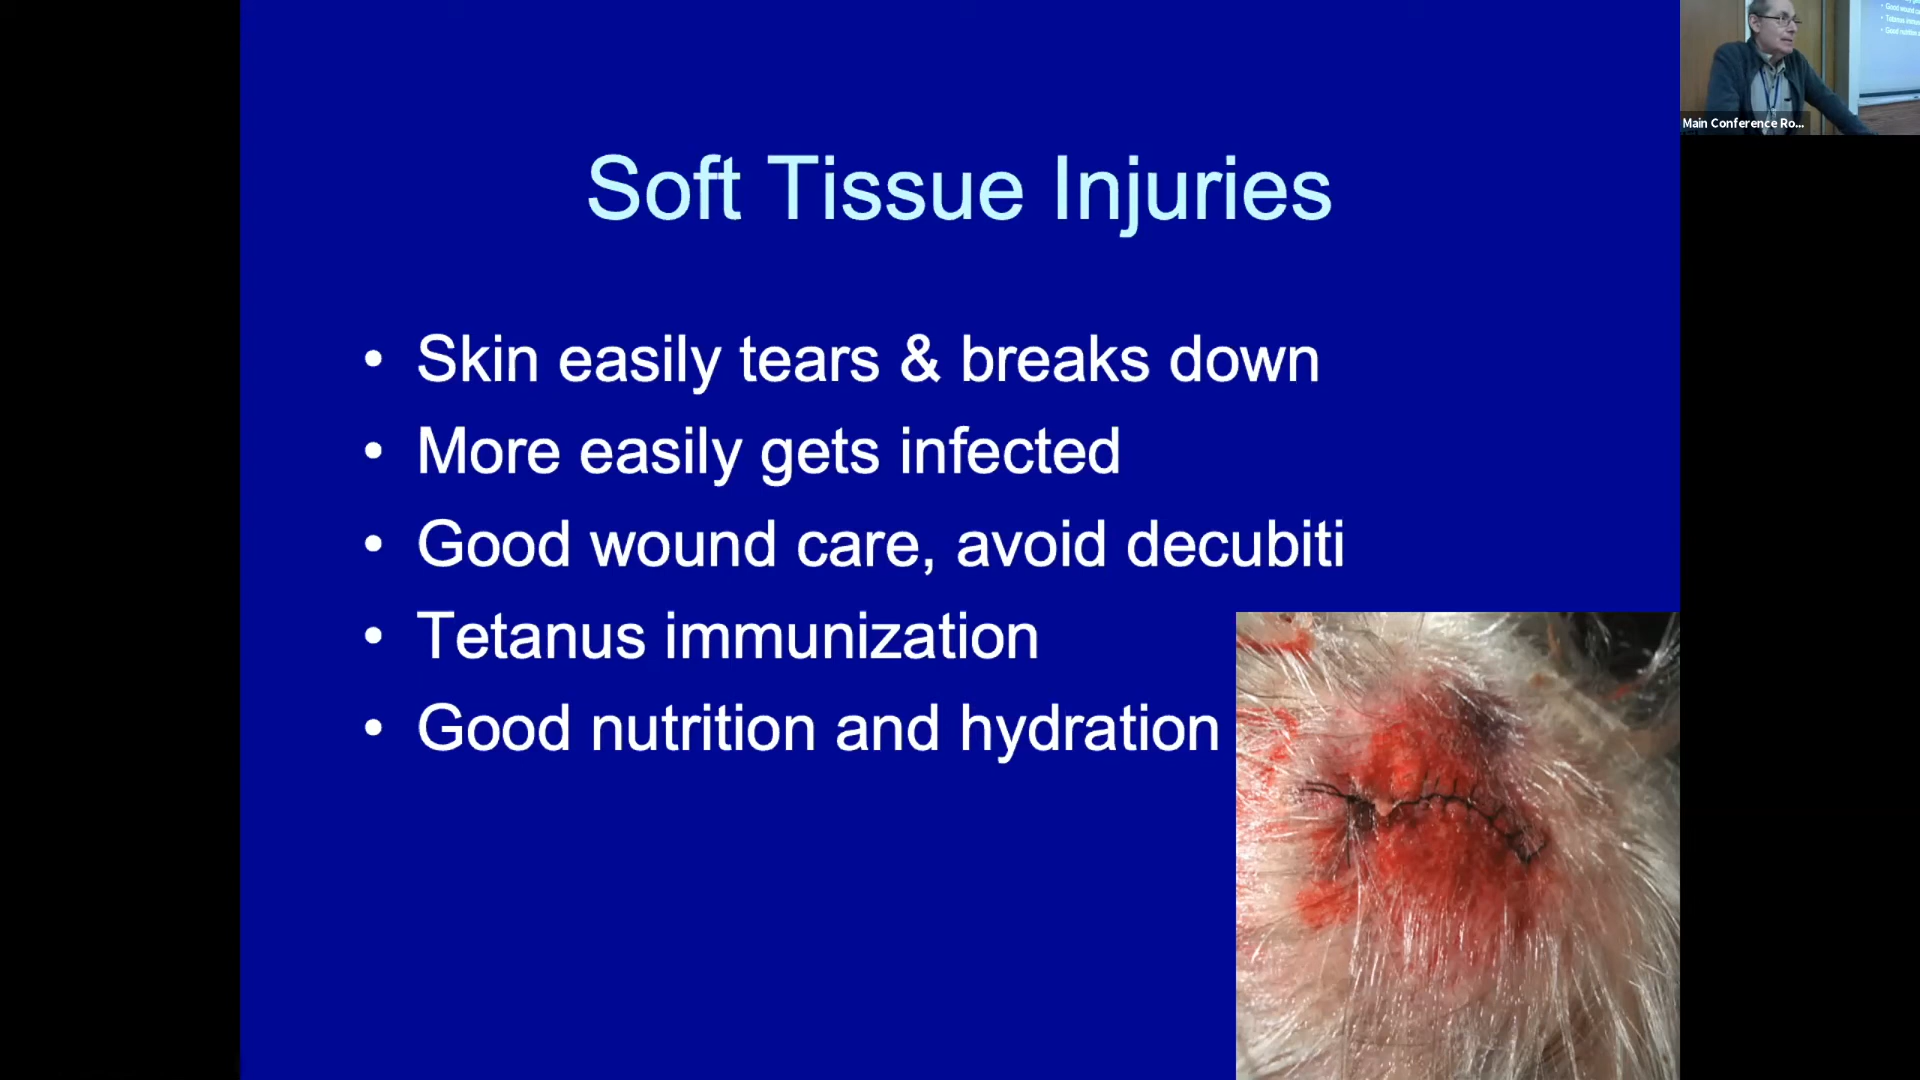 Soft Tissue Injuries
• Skin easily tears & breaks down
• More easily gets infected
• Good wound care, avoid decubiti
• Tetanus immunization
• Good nutrition and hydration
Main Conference Ro...